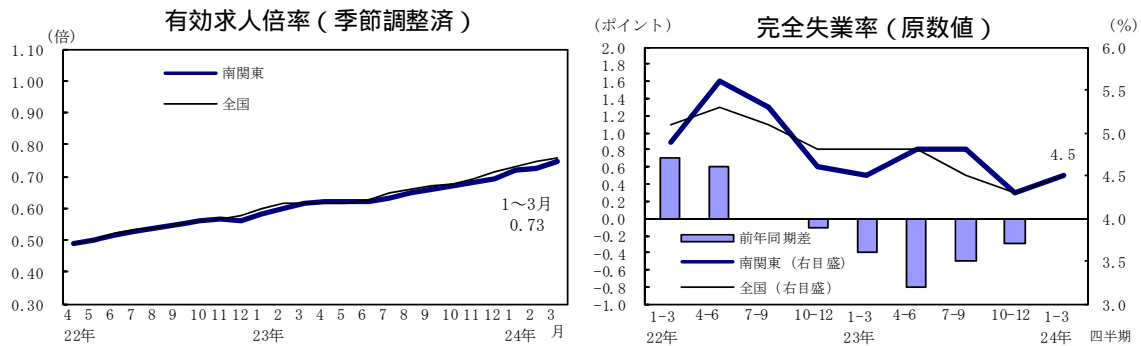 有効求人倍率（季節調整済）
（倍）
1.10
1.00
0.90
0.80
0.70
0.60
0.50
0.40
0.30
南関東
全国
1～3月
0.73
4 5 6 7 8 9 10 11 12 1 2 3 4 5 6 7 8 9 10 11 12 1 2 3
22年 23年 24年 月
完全失業率（原数値）
（ポイント）
（%）
2.0
1.8
1.6
1.4
1.2
1.0
0.8
0.6
0.4
0.2
0.0
-0.2
-0.4
-0.6
-0.8
-1.0
6.0
5.5
5.0
4.5
4.0
3.5
3.0
4.5
前年同期差
南関東（右目盛）
全国（右目盛）
1-3 4-6 7-9 10-12 1-3 4-6 7-9 10-12 1-3
22年 23年 24年 四半期